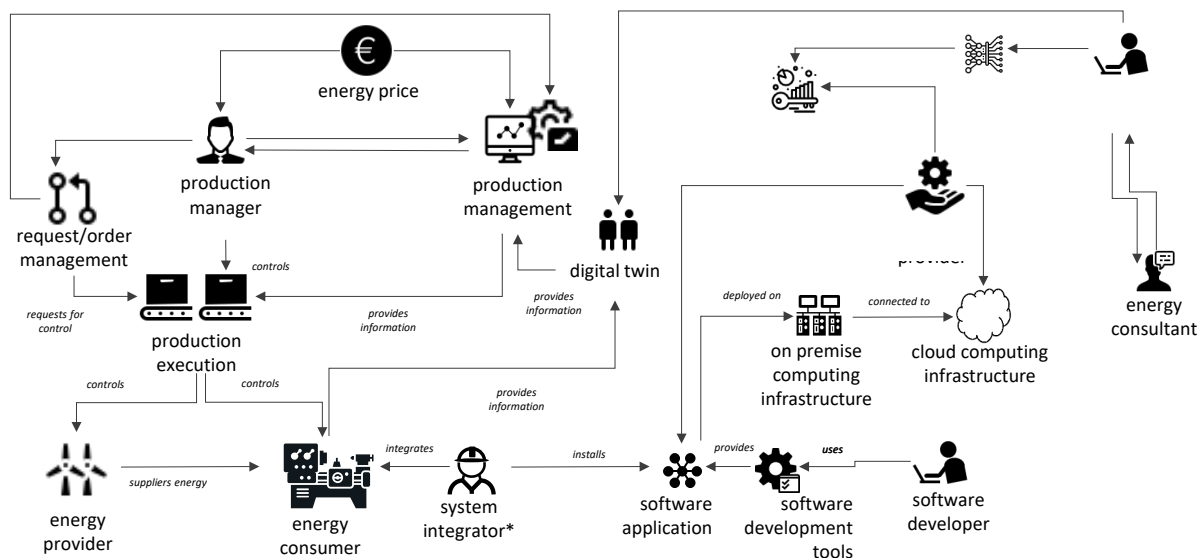 €
energy price
production
manager
production
management
request/order
management
digital twin
controls
requests for
control
provides
information
provides
information
production
execution
deployed on
connected to
provider
energy
consultant
on premise
computing
infrastructure
cloud computing
infrastructure
controls
controls
provides
information
integrates
installs
provides
uses
suppliers energy
energy
provider
energy
consumer
system
integrator*
software
application
software
development
tools
software
developer